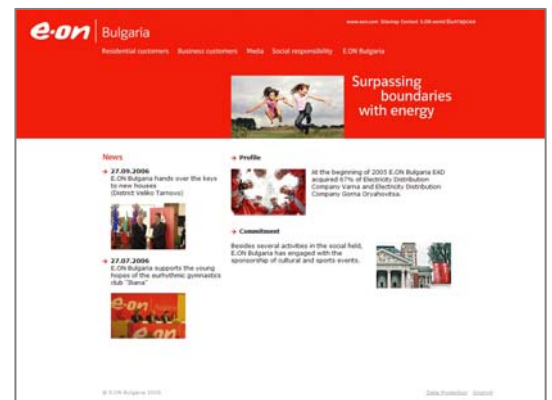 www.eon.com Sitemap Contact E.ON world Български
e·on Bulgaria
Residential customers Business customers Media Social responsibility E.ON Bulgaria
Surpassing
boundaries
with energy
News
27.09.2006
E.ON Bulgaria hands over the keys
to new houses
(District Veliko Tarnovo)
27.07.2006
E.ON Bulgaria supports the young
hopes of the eurhythmic gymnastics
club "Iliana"
e·on
Profile
At the beginning of 2005 E.ON Bulgaria EAD
acquired 67% of Electricity Distribution
Company Varna and Electricity Distribution
Company Gorna Oryahovitsa.
Commitment
Besides several activities in the social field,
E.ON Bulgaria has engaged with the
sponsorship of cultural and sports events.
Data Protection Imprint